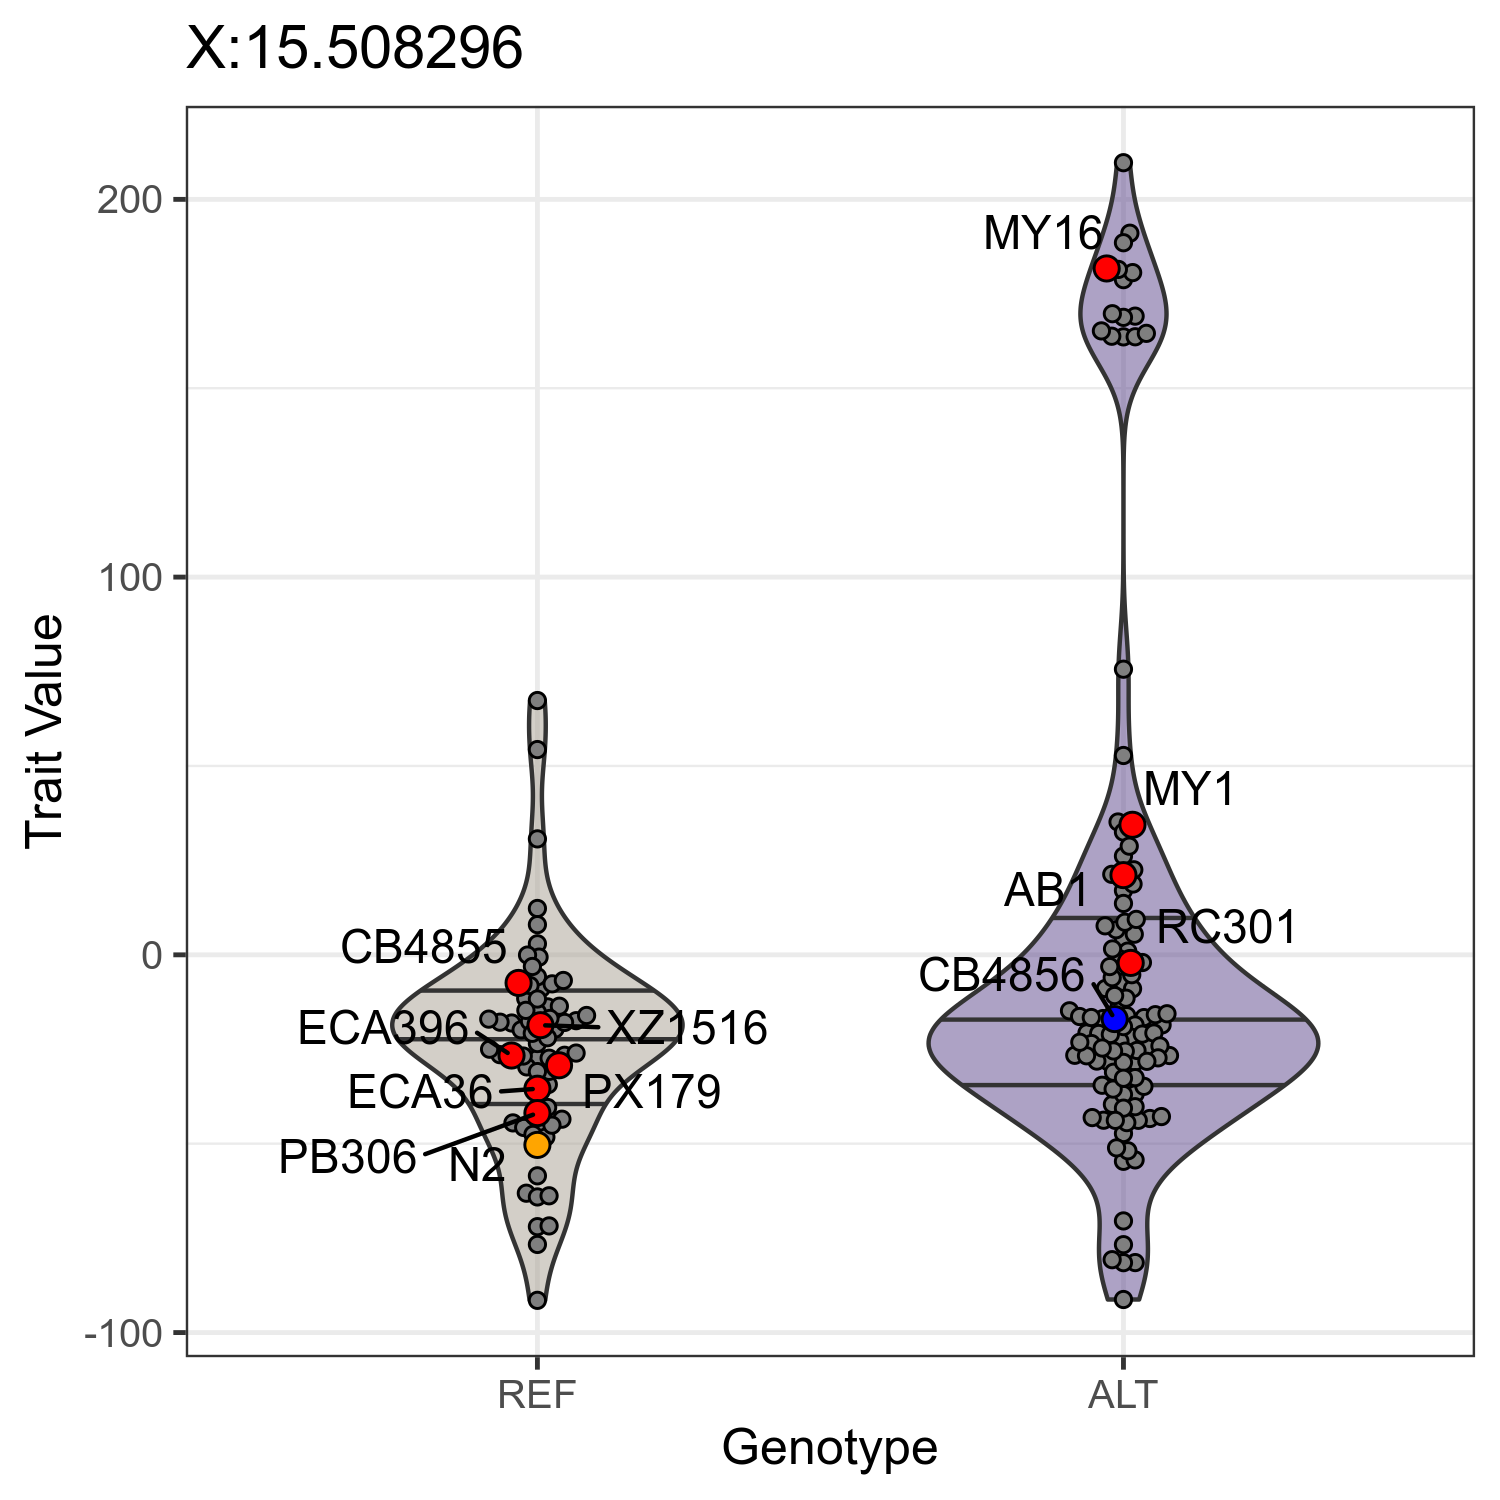 X:15.508296
Trait Value
200
100
0
-100
MY16
MY1
AB1
RC301
CB4856
CB4855
ECA396
XZ1516
ECA36
PX179
PB306
N2
REF
ALT
Genotype